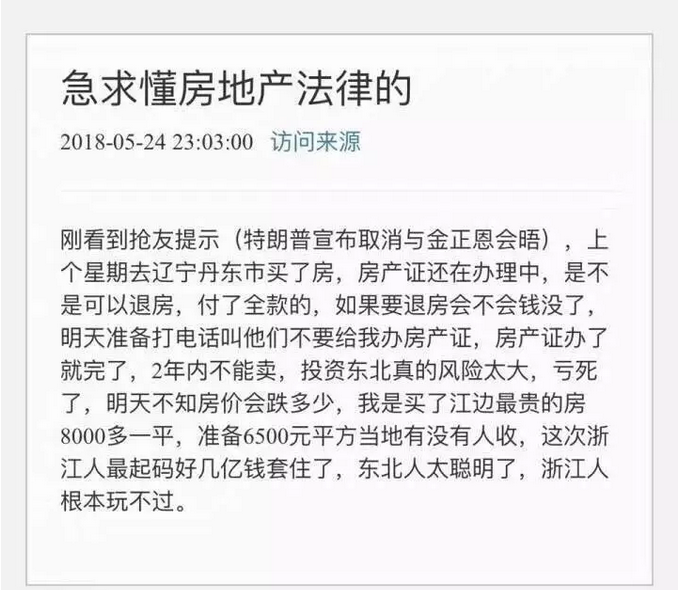 急求懂房地产法律的
2018-05-24 23:03:00 访问来源
刚看到抢友提示（特朗普宣布取消与金正恩会晤），上
个星期去辽宁丹东市买了房，房产证还在办理中，是不
是可以退房，付了全款的，如果要退房会不会钱没了，
明天准备打电话叫他们不要给我办房产证，房产证办了
就完了，2年内不能卖，投资东北真的风险太大，亏死
了，明天不知房价会跌多少，我是买了江边最贵的房
8000多一平，准备6500元平方当地有没有人收，这次浙
江人最起码好几亿钱套住了，东北人太聪明了，浙江人
根本玩不过。